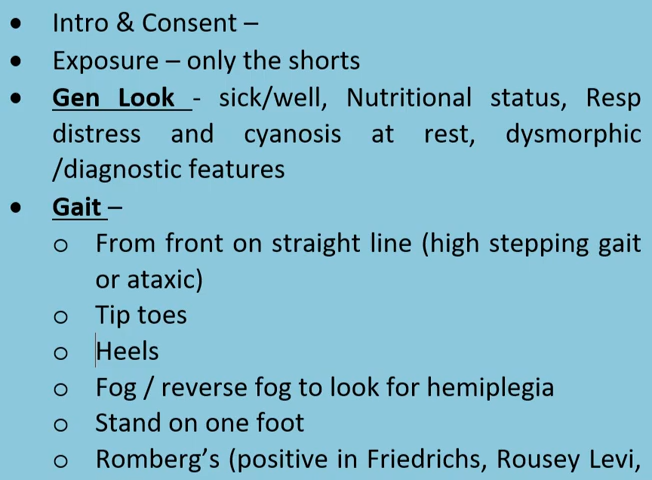 • Intro & Consent –
• Exposure – only the shorts
• Gen Look - sick/well, Nutritional status, Resp
distress and cyanosis at rest, dysmorphic
/diagnostic features
• Gait –
o From front on straight line (high stepping gait
or ataxic)
o Tip toes
o Heels
o Fog / reverse fog to look for hemiplegia
o Stand on one foot
o Romberg’s (positive in Friedrichs, Rousey Levi,